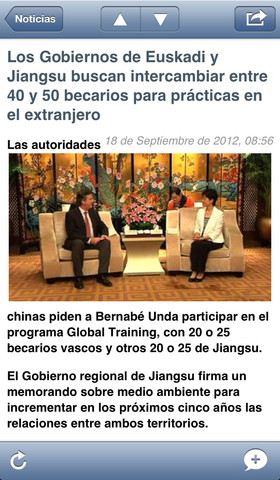 Noticias
Los Gobiernos de Euskadi y
Jiangsu buscan intercambiar entre
40 y 50 becarios para prácticas en
el extranjero
18 de Septiembre de 2012, 08:56
Las autoridades
chinas piden a Bernabé Unda participar en el
programa Global Training, con 20 o 25
becarios vascos y otros 20 o 25 de Jiangsu.
El Gobierno regional de Jiangsu firma un
memorando sobre medio ambiente para
incrementar en los próximos cinco años las
relaciones entre ambos territorios.